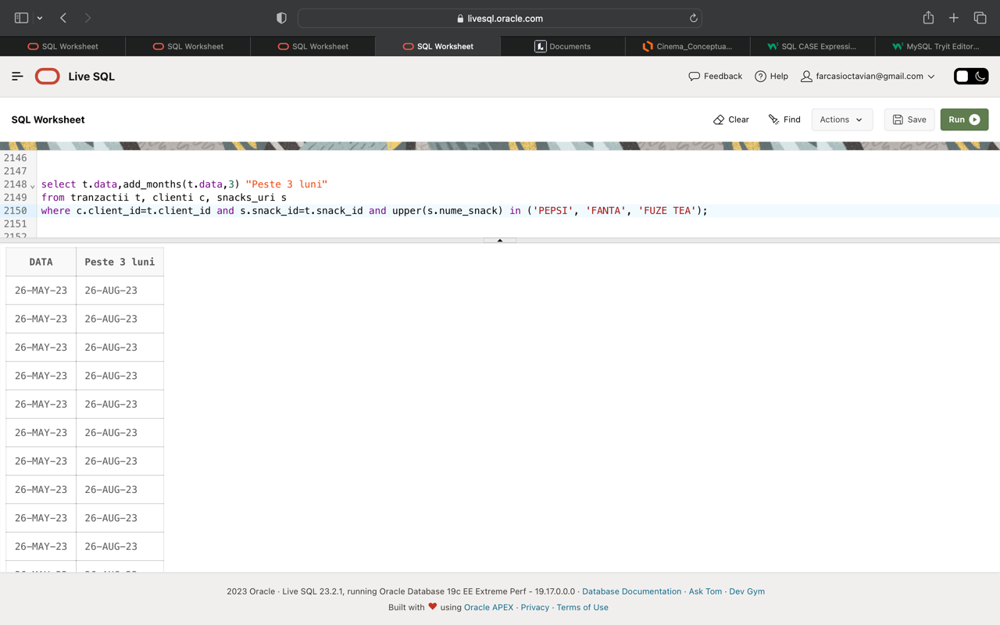 livesql.oracle.com
SQL Worksheet
SQL Worksheet
SQL Worksheet
SQL Worksheet
Documents
Cinema_Conceptua...
SQL CASE Expressi...
MySQL Tryit Editor...
Live SQL
Feedback
Help
farcasioctavian@gmail.com
SQL Worksheet
Clear
Find
Actions
Save
Run
2146
2147
2148 select t.data,add_months(t.data,3) "Peste 3 luni"
2149 from tranzactii t, clienti c, snacks_uri s
2150 where c.client_id=t.client_id and s.snack_id=t.snack_id and upper(s.nume_snack) in ('PEPSI', 'FANTA', 'FUZE TEA');
2151
2152
DATA Peste 3 luni
26-MAY-23 26-AUG-23
26-MAY-23 26-AUG-23
26-MAY-23 26-AUG-23
26-MAY-23 26-AUG-23
26-MAY-23 26-AUG-23
26-MAY-23 26-AUG-23
26-MAY-23 26-AUG-23
26-MAY-23 26-AUG-23
26-MAY-23 26-AUG-23
26-MAY-23 26-AUG-23
2023 Oracle · Live SQL 23.2.1, running Oracle Database 19c EE Extreme Perf - 19.17.0.0.0 · Database Documentation · Ask Tom · Dev Gym
Built with ❤ using Oracle APEX · Privacy · Terms of Use